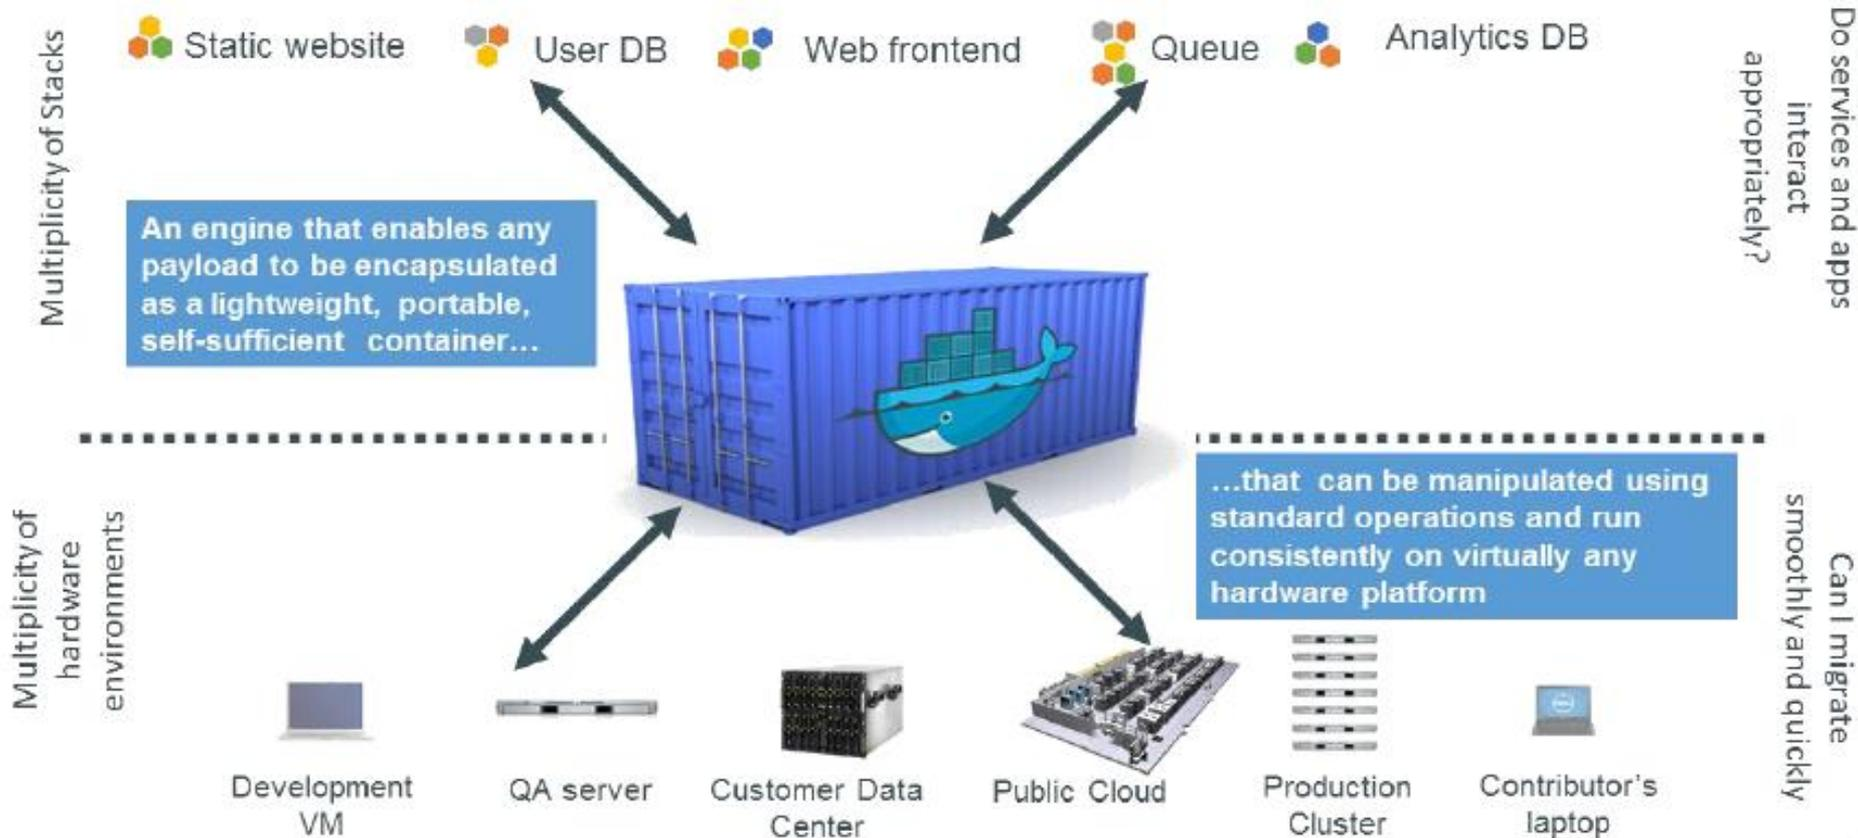 Static website
User DB
Web frontend
Queue
Analytics DB
Multiplicity of Stacks
Do services and apps
interact
appropriately?
An engine that enables any
payload to be encapsulated
as a lightweight, portable,
self-sufficient container...
...that can be manipulated using
standard operations and run
consistently on virtually any
hardware platform
Multiplicity of
hardware
environments
Can I migrate
smoothly and quickly
Development
VM
QA server
Customer Data
Center
Public Cloud
Production
Cluster
Contributor's
laptop